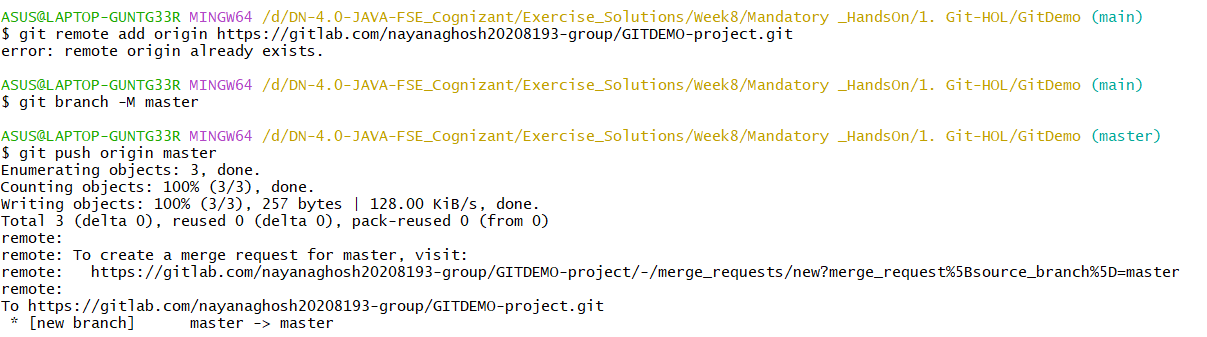 ASUS@LAPTOP-GUNTG33R MINGW64 /d/DN-4.0-JAVA-FSE_Cognizant/Exercise_Solutions/Week8/Mandatory _HandsOn/1. Git-HOL/GitDemo (main)
$ git remote add origin https://gitlab.com/nayanaghosh20208193-group/GITDEMO-project.git
error: remote origin already exists.
ASUS@LAPTOP-GUNTG33R MINGW64 /d/DN-4.0-JAVA-FSE_Cognizant/Exercise_Solutions/Week8/Mandatory _HandsOn/1. Git-HOL/GitDemo (main)
$ git branch -M master
ASUS@LAPTOP-GUNTG33R MINGW64 /d/DN-4.0-JAVA-FSE_Cognizant/Exercise_Solutions/Week8/Mandatory _HandsOn/1. Git-HOL/GitDemo (master)
$ git push origin master
Enumerating objects: 3, done.
Counting objects: 100% (3/3), done.
Writing objects: 100% (3/3), 257 bytes | 128.00 KiB/s, done.
Total 3 (delta 0), reused 0 (delta 0), pack-reused 0 (from 0)
remote:
remote: To create a merge request for master, visit:
remote:   https://gitlab.com/nayanaghosh20208193-group/GITDEMO-project/-/merge_requests/new?merge_request%5Bsource_branch%5D=master
remote:
To https://gitlab.com/nayanaghosh20208193-group/GITDEMO-project.git
 * [new branch]      master -> master